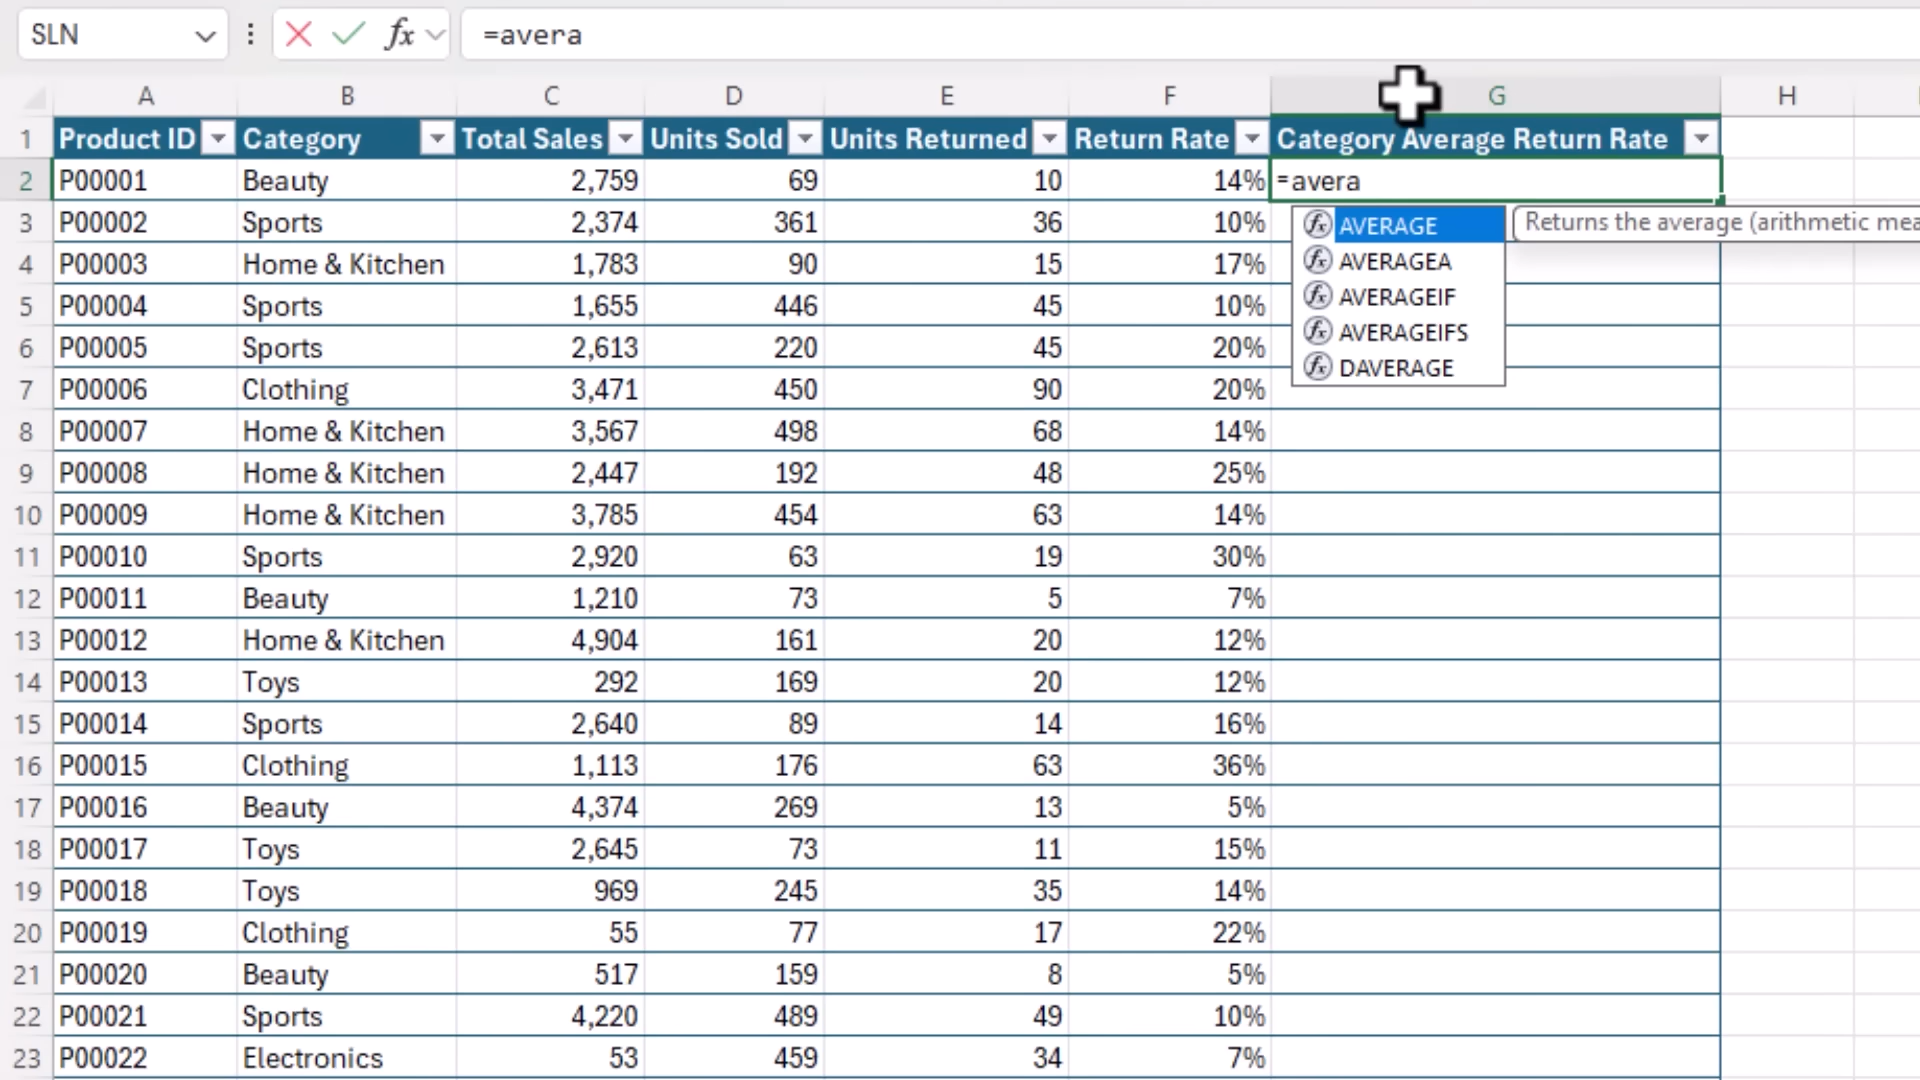 SLN fx =avera
A B C D E F G H
1 Product ID Category Total Sales Units Sold Units Returned Return Rate Category Average Return Rate
2 P00001 Beauty 2,759 69 10 14% =avera
3 P00002 Sports 2,374 361 36 10% fx AVERAGE Returns the average (arithmetic mea
fx AVERAGEA
4 P00003 Home & Kitchen 1,783 90 15 17%
5 P00004 Sports 1,655 446 45 10% fx AVERAGEIF
fx AVERAGEIFS
6 P00005 Sports 2,613 220 45 20%
fx DAVERAGE
7 P00006 Clothing 3,471 450 90 20%
8 P00007 Home & Kitchen 3,567 498 68 14%
9 P00008 Home & Kitchen 2,447 192 48 25%
10 P00009 Home & Kitchen 3,785 454 63 14%
11 P00010 Sports 2,920 63 19 30%
12 P00011 Beauty 1,210 73 5 7%
13 P00012 Home & Kitchen 4,904 161 20 12%
14 P00013 Toys 292 169 20 12%
15 P00014 Sports 2,640 89 14 16%
16 P00015 Clothing 1,113 176 63 36%
17 P00016 Beauty 4,374 269 13 5%
18 P00017 Toys 2,645 73 11 15%
19 P00018 Toys 969 245 35 14%
20 P00019 Clothing 55 77 17 22%
21 P00020 Beauty 517 159 8 5%
22 P00021 Sports 4,220 489 49 10%
23 P00022 Electronics 53 459 34 7%